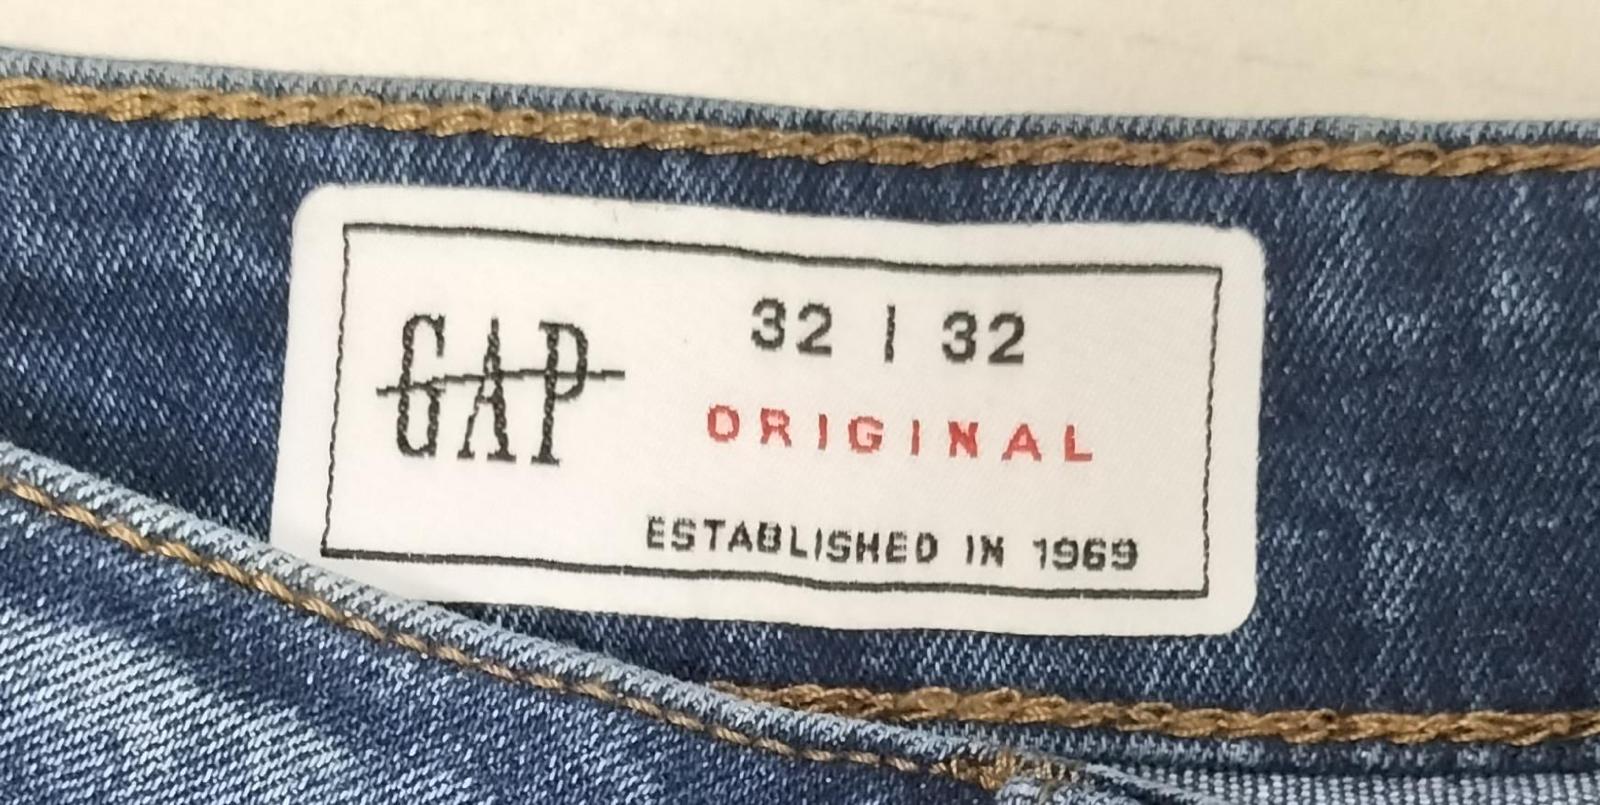 GAP
32 | 32
ORIGINAL
ESTABLISHED IN 1969